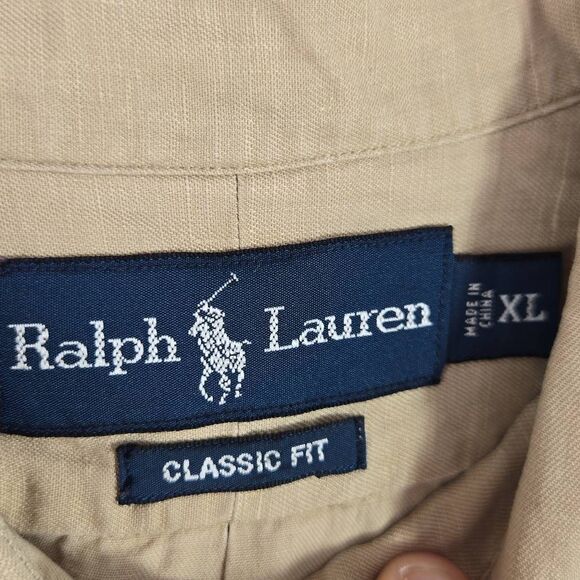 Ralph Lauren
MADE IN
CHINA
XL
CLASSIC FIT